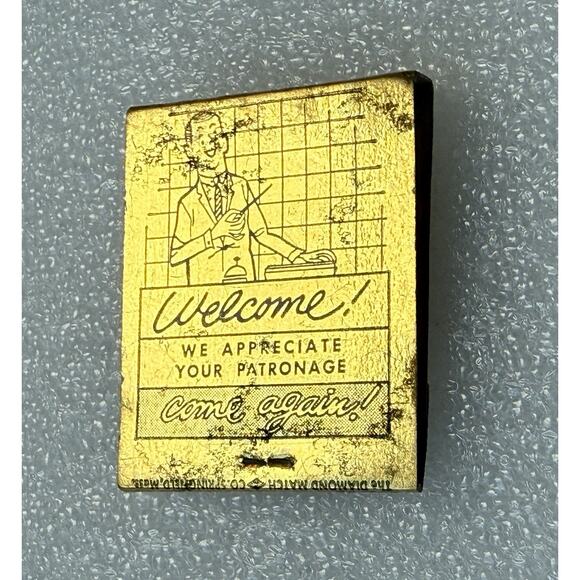 Welcome!
WE APPRECIATE
YOUR PATRONAGE
come again!
The DIAMOND MATCH CO. SPRINGFIELD, MASS.